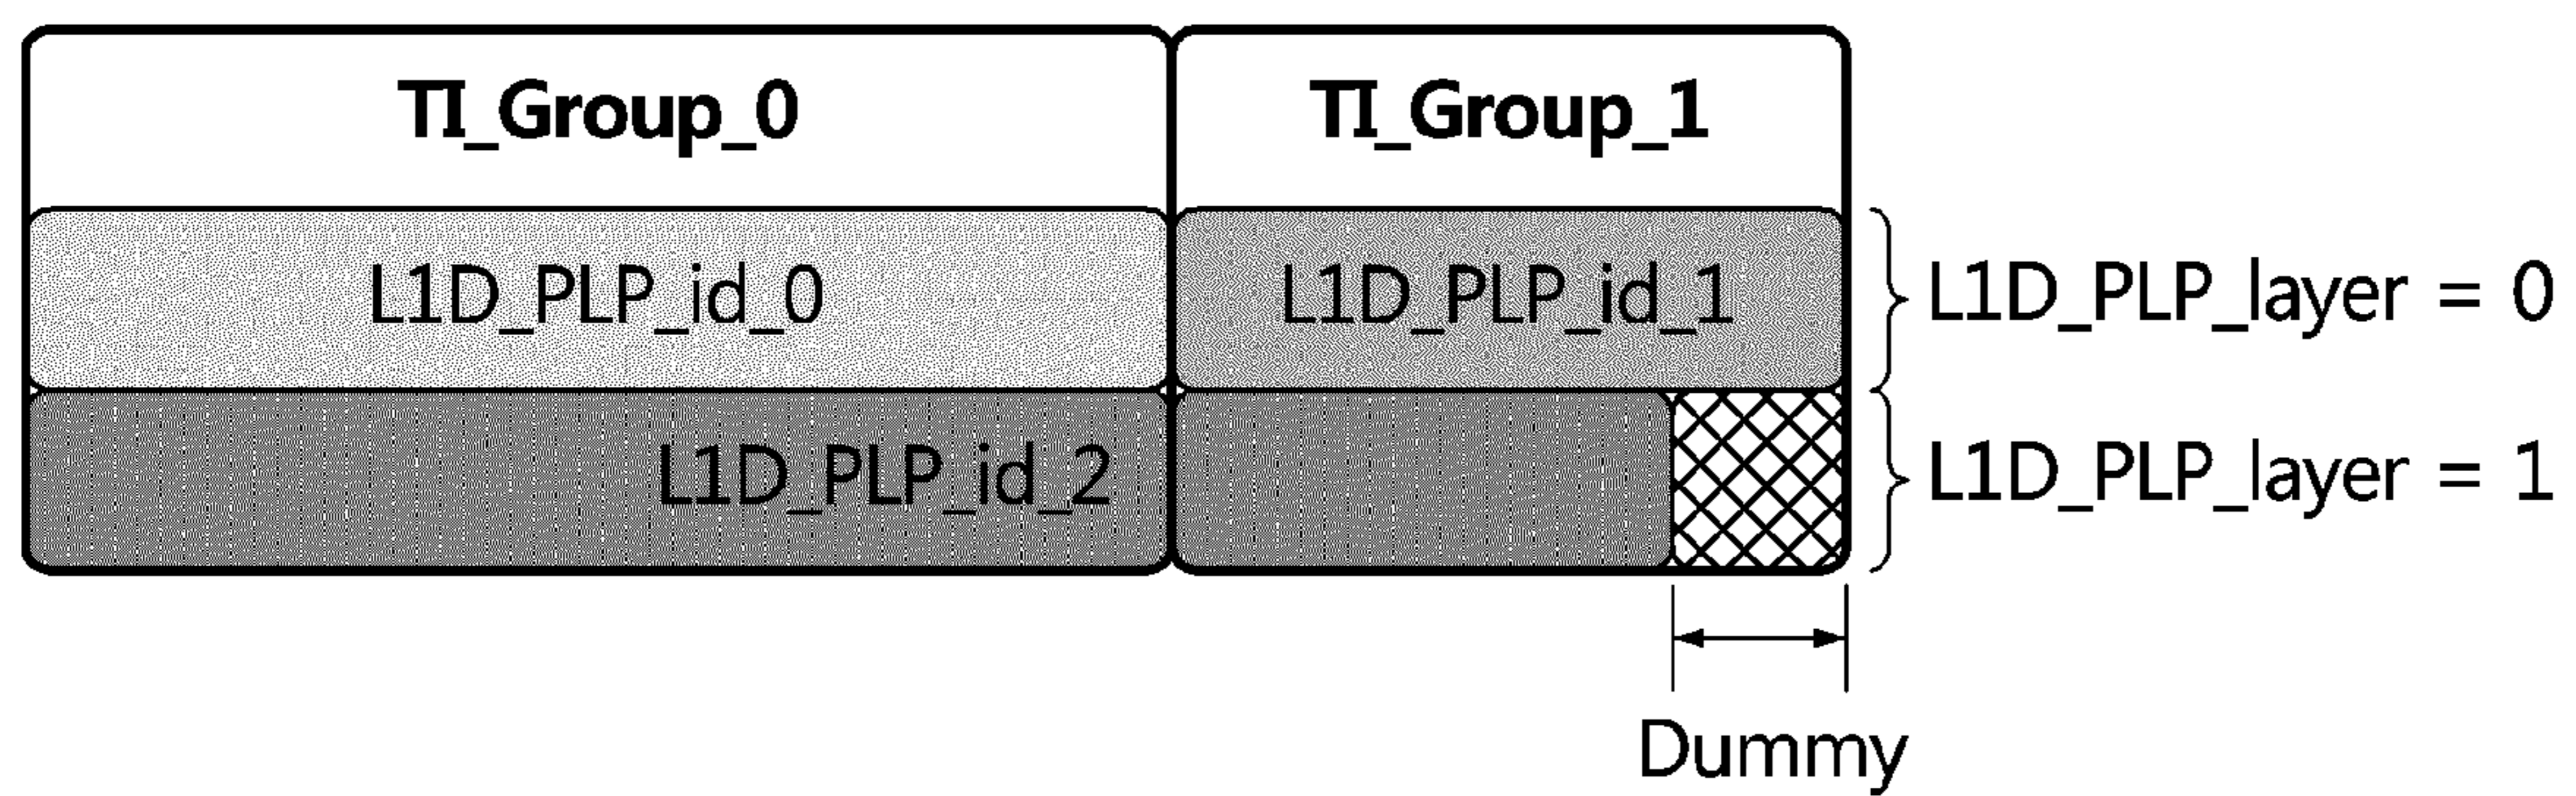 TI_Group_0 TI_Group_1
L1D_PLP_id_0 L1D_PLP_id_1 L1D_PLP_layer = 0
L1D_PLP_id_2 L1D_PLP_layer = 1
Dummy